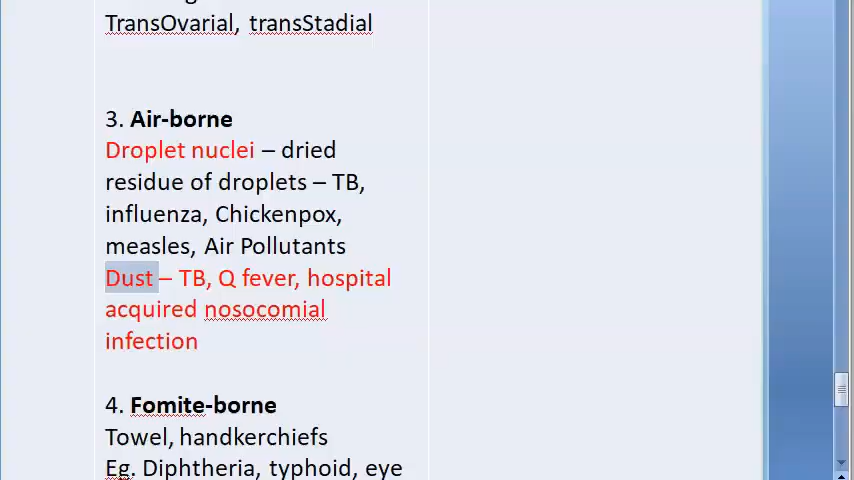 TransOvarial, transStadial
3. Air-borne
Droplet nuclei – dried
residue of droplets – TB,
influenza, Chickenpox,
measles, Air Pollutants
Dust – TB, Q fever, hospital
acquired nosocomial
infection
4. Fomite-borne
Towel, handkerchiefs
Eg. Diphtheria, typhoid, eye